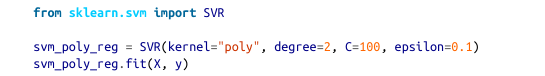 from sklearn.svm import SVR
svm_poly_reg = SVR(kernel="poly", degree=2, C=100, epsilon=0.1)
svm_poly_reg.fit(X, y)